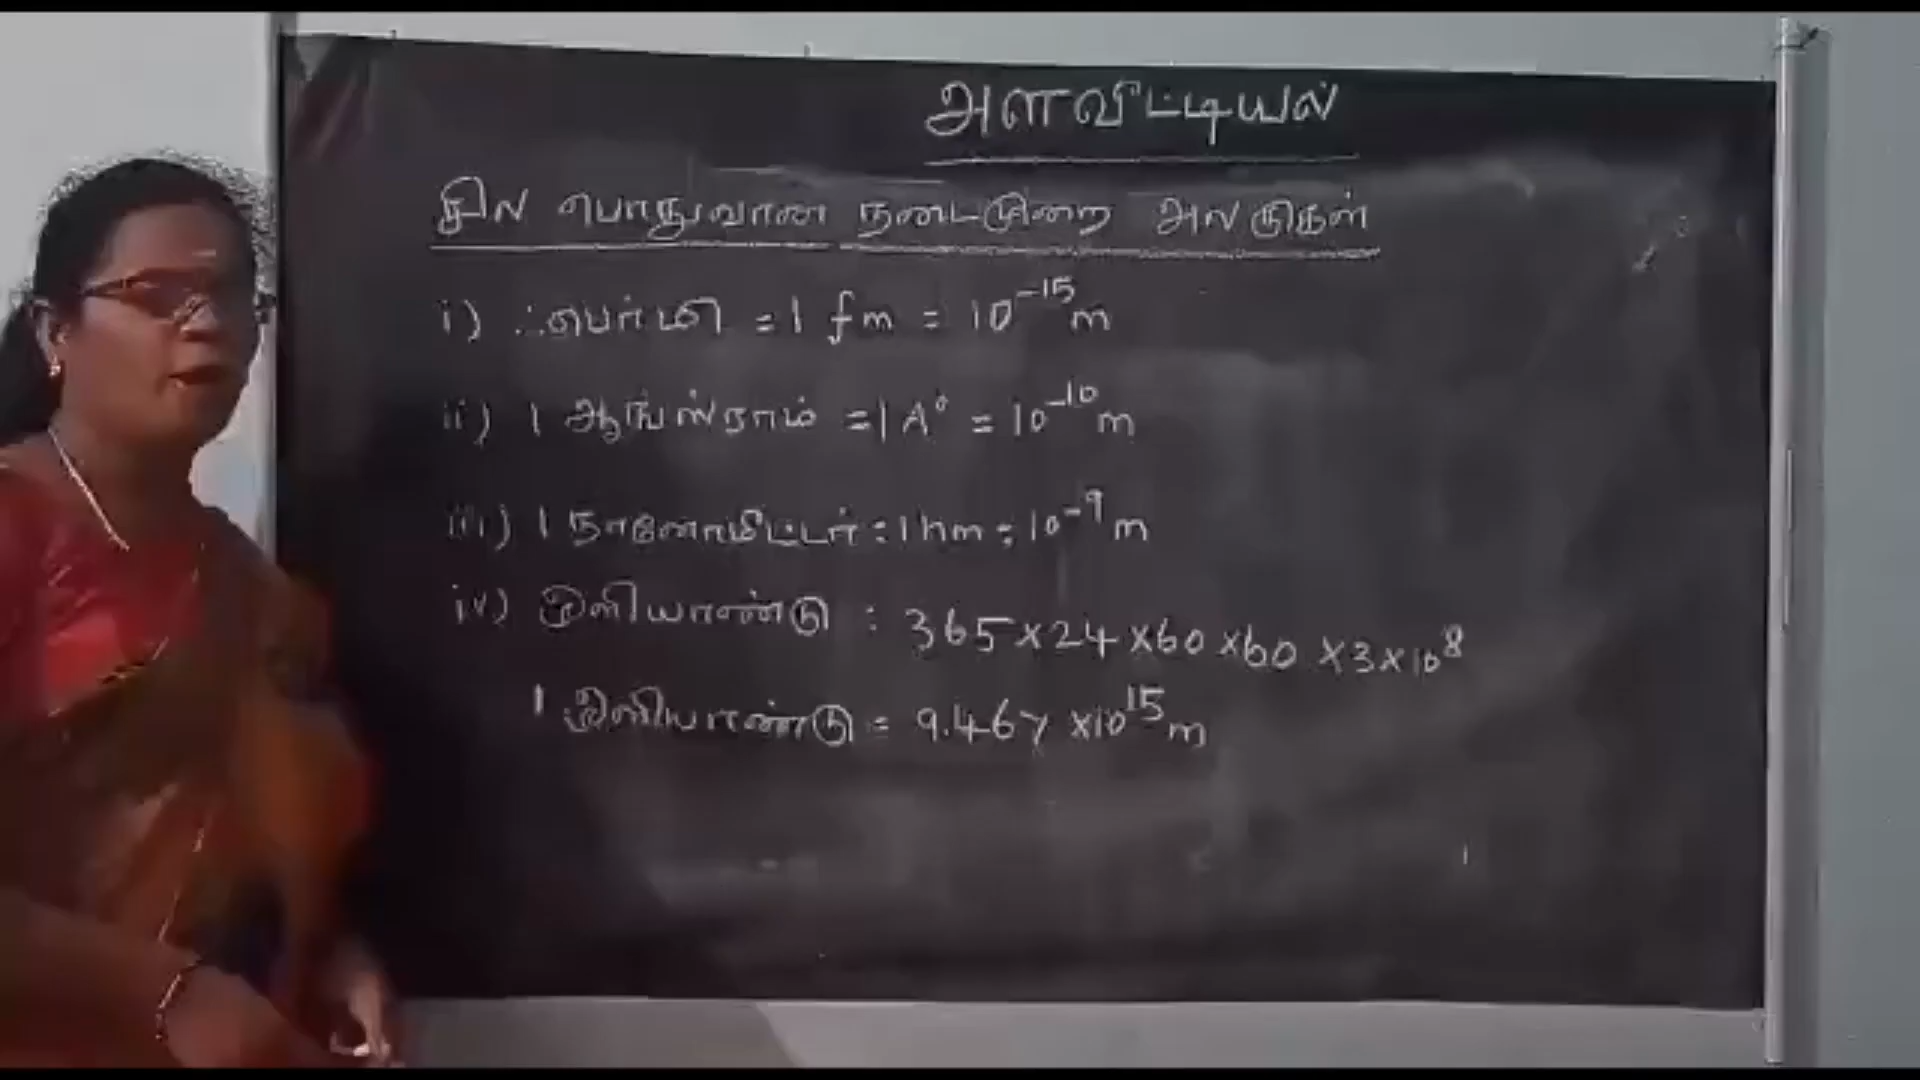 அளவீட்டியல்
சில பொதுவான நடைமுறை அலகுகள்
i) ஃபெர்மி = 1 fm = 10⁻¹⁵ m
ii) 1 ஆங்ஸ்ட்ராம் = 1 A° = 10⁻¹⁰ m
iii) 1 நானோமீட்டர் = 1 nm = 10⁻⁹ m
iv) ஒளியாண்டு = 365 × 24 × 60 × 60 × 3 × 10⁸
1 ஒளியாண்டு = 9.467 × 10¹⁵ m